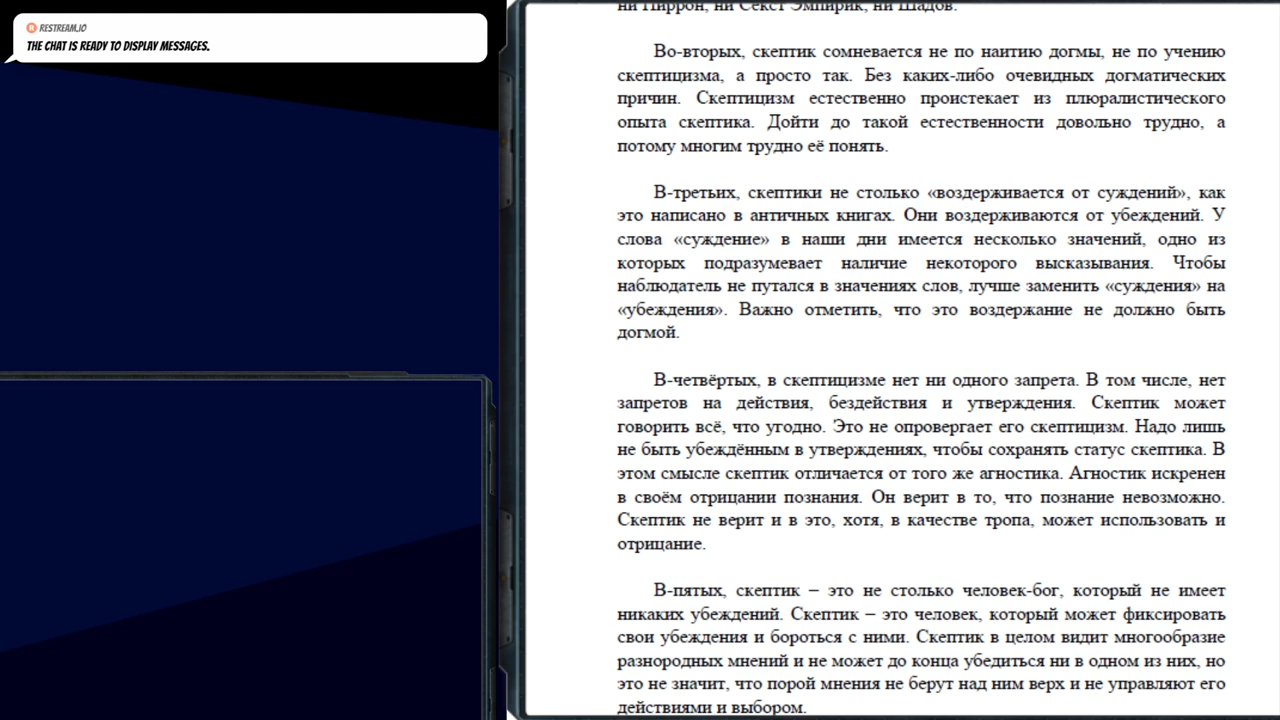 RESTREAM.IO
THE CHAT IS READY TO DISPLAY MESSAGES.
ни Пиррон, ни Секст Эмпирик, ни Шадов.
Во-вторых, скептик сомневается не по наитию догмы, не по учению
скептицизма, а просто так. Без каких-либо очевидных догматических
причин. Скептицизм естественно проистекает из плюралистического
опыта скептика. Дойти до такой естественности довольно трудно, а
потому многим трудно её понять.
В-третьих, скептики не столько «воздерживается от суждений», как
это написано в античных книгах. Они воздерживаются от убеждений. У
слова «суждение» в наши дни имеется несколько значений, одно из
которых подразумевает наличие некоторого высказывания. Чтобы
наблюдатель не путался в значениях слов, лучше заменить «суждения» на
«убеждения». Важно отметить, что это воздержание не должно быть
догмой.
В-четвёртых, в скептицизме нет ни одного запрета. В том числе, нет
запретов на действия, бездействия и утверждения. Скептик может
говорить всё, что угодно. Это не опровергает его скептицизм. Надо лишь
не быть убеждённым в утверждениях, чтобы сохранять статус скептика. В
этом смысле скептик отличается от того же агностика. Агностик искренен
в своём отрицании познания. Он верит в то, что познание невозможно.
Скептик не верит и в это, хотя, в качестве тропа, может использовать и
отрицание.
В-пятых, скептик – это не столько человек-бог, который не имеет
никаких убеждений. Скептик – это человек, который может фиксировать
свои убеждения и бороться с ними. Скептик в целом видит многообразие
разнородных мнений и не может до конца убедиться ни в одном из них, но
это не значит, что порой мнения не берут над ним верх и не управляют его
действиями и выбором.